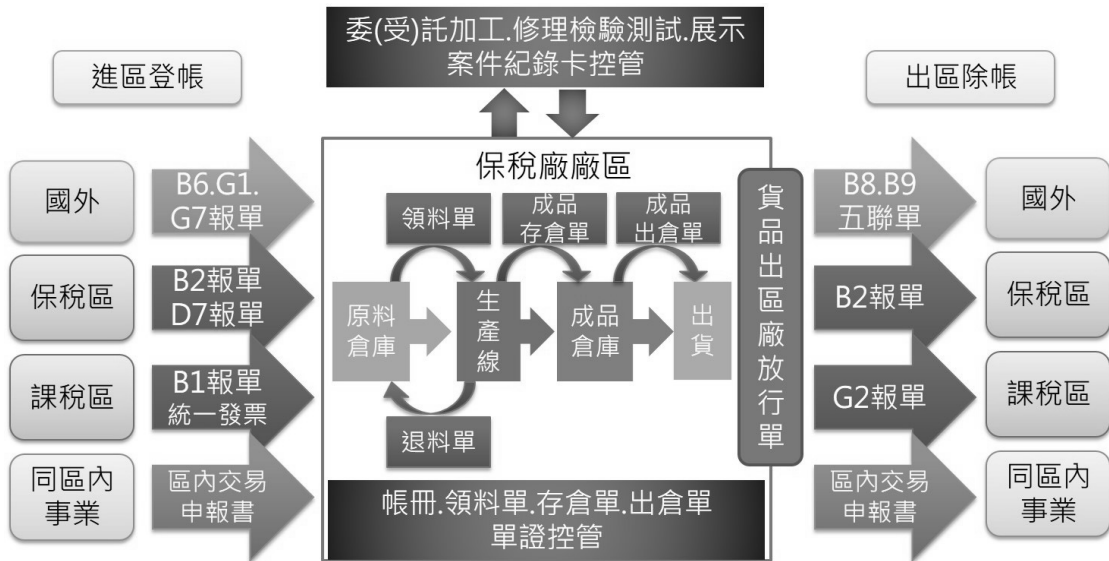 委(受)託加工.修理檢驗測試.展示
案件紀錄卡控管
進區登帳
出區除帳
國外
B6.G1.
G7報單
保稅區
B2報單
D7報單
課稅區
B1報單
統一發票
同區內
事業
區內交易
申報書
保稅廠廠區
領料單
成品
存倉單
成品
出倉單
原料
倉庫
生
產
線
成品
倉庫
出
貨
退料單
帳冊.領料單.存倉單.出倉單
單證控管
貨
品
出
區
廠
放
行
單
B8.B9
五聯單
國外
B2報單
保稅區
G2報單
課稅區
區內交易
申報書
同區內
事業